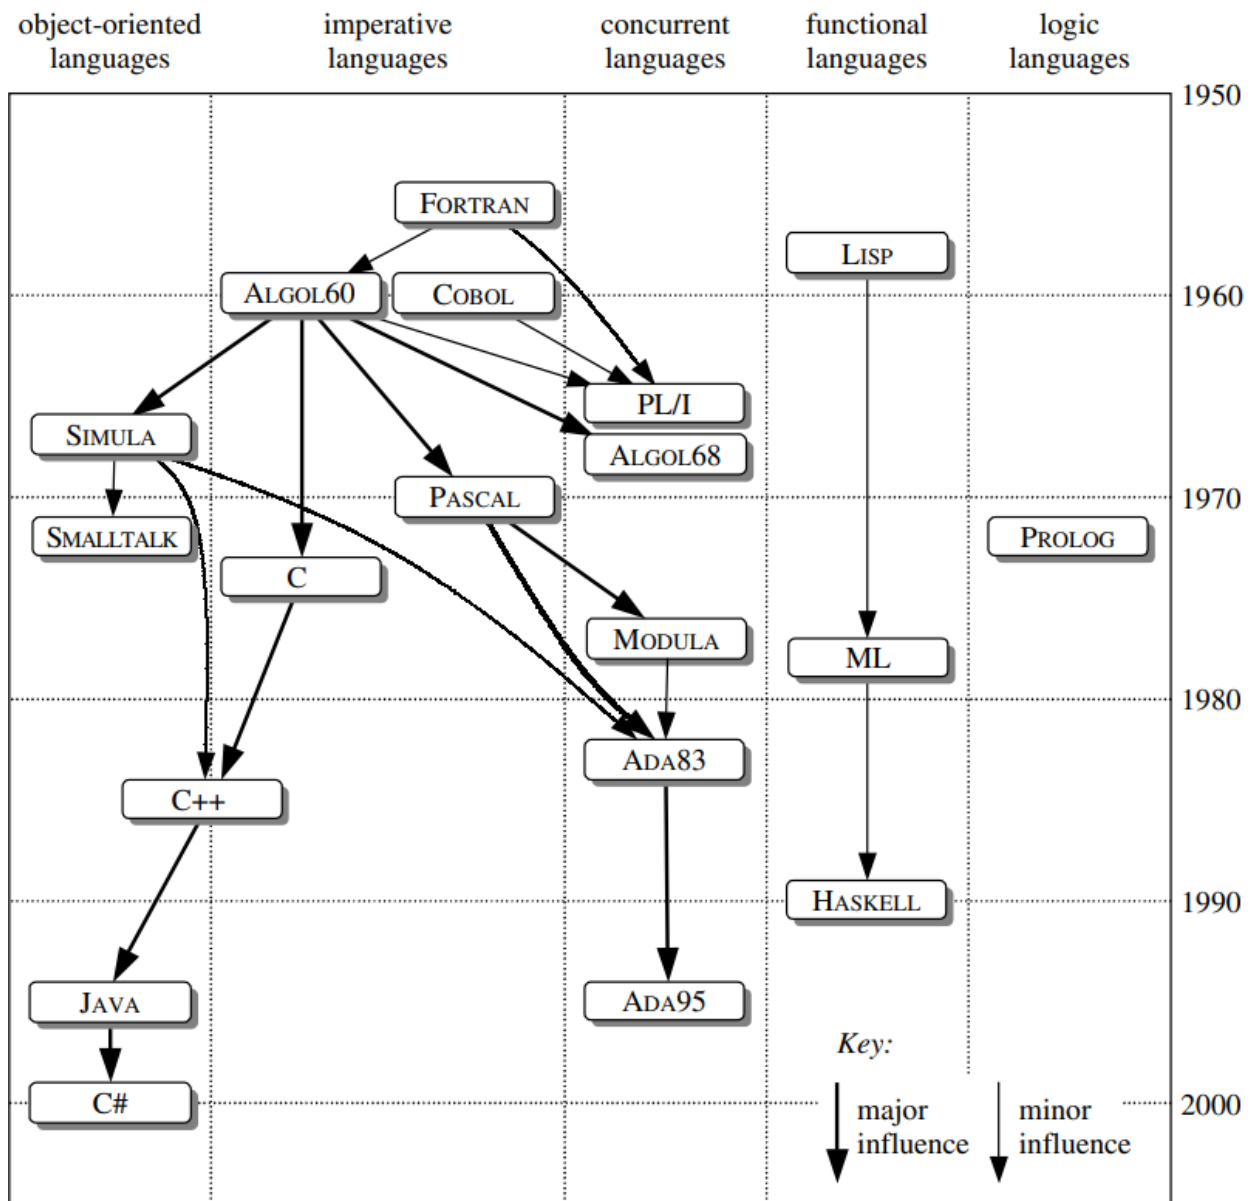 object-oriented languages
imperative languages
concurrent languages
functional languages
logic languages
1950
FORTRAN
LISP
ALGOL60
COBOL
1960
PL/I
SIMULA
ALGOL68
PASCAL
1970
SMALLTALK
PROLOG
C
MODULA
ML
1980
ADA83
C++
HASKELL
1990
JAVA
ADA95
Key:
C#
major influence
minor influence
2000